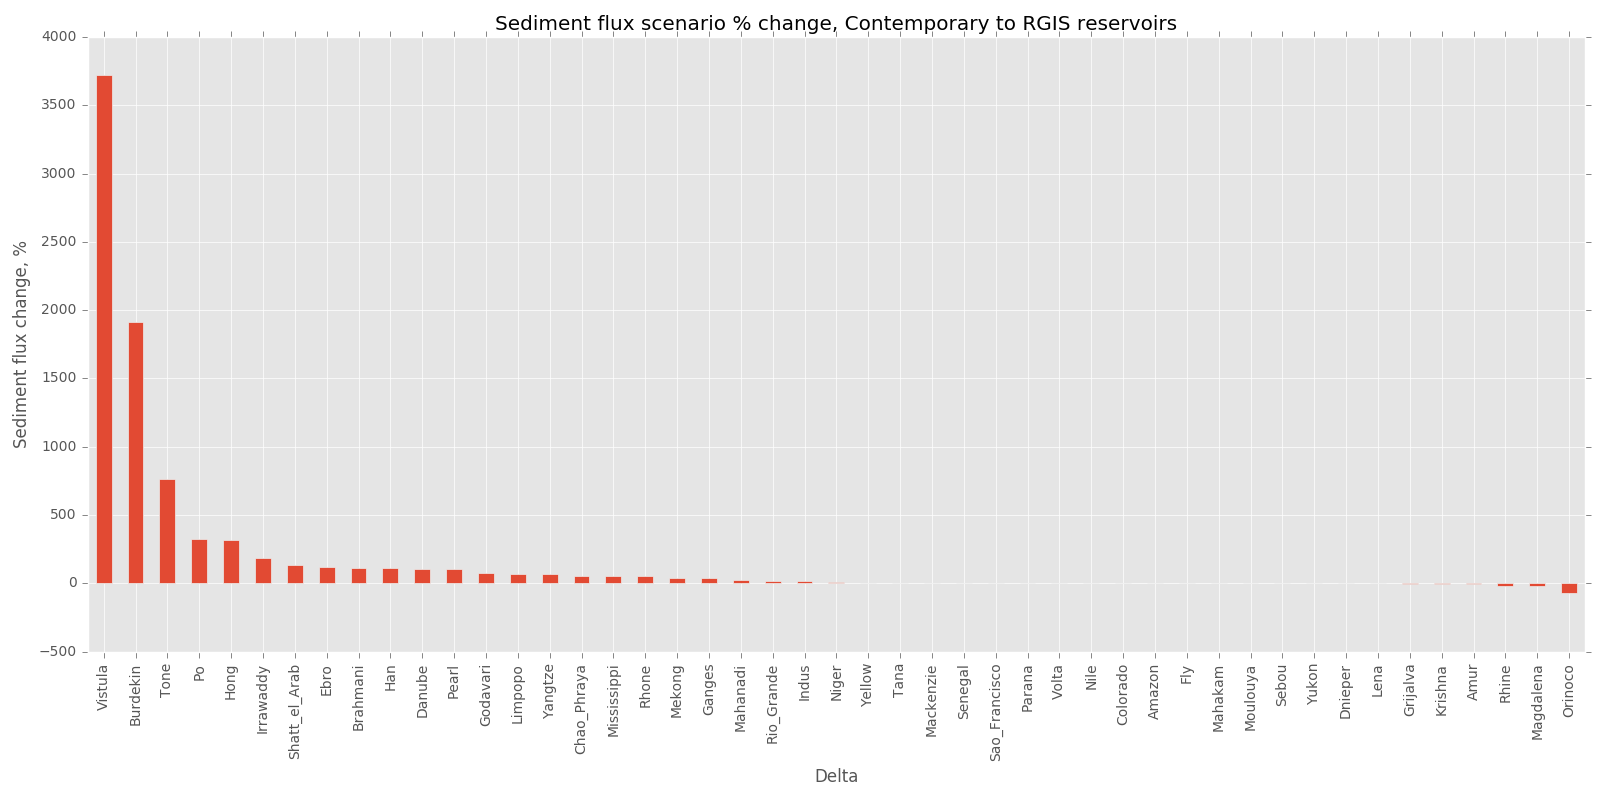 Sediment flux scenario % change, Contemporary to RGIS reservoirs
4000
3500
3000
2500
2000
1500
1000
500
0
−500
Sediment flux change, %
Vistula
Burdekin
Tone
Po
Hong
Irrawaddy
Shatt_el_Arab
Ebro
Brahmani
Han
Danube
Pearl
Godavari
Limpopo
Yangtze
Chao_Phraya
Mississippi
Rhone
Mekong
Ganges
Mahanadi
Rio_Grande
Indus
Niger
Yellow
Tana
Mackenzie
Senegal
Sao_Francisco
Parana
Volta
Nile
Colorado
Amazon
Fly
Mahakam
Moulouya
Sebou
Yukon
Dnieper
Lena
Grijalva
Krishna
Amur
Rhine
Magdalena
Orinoco
Delta